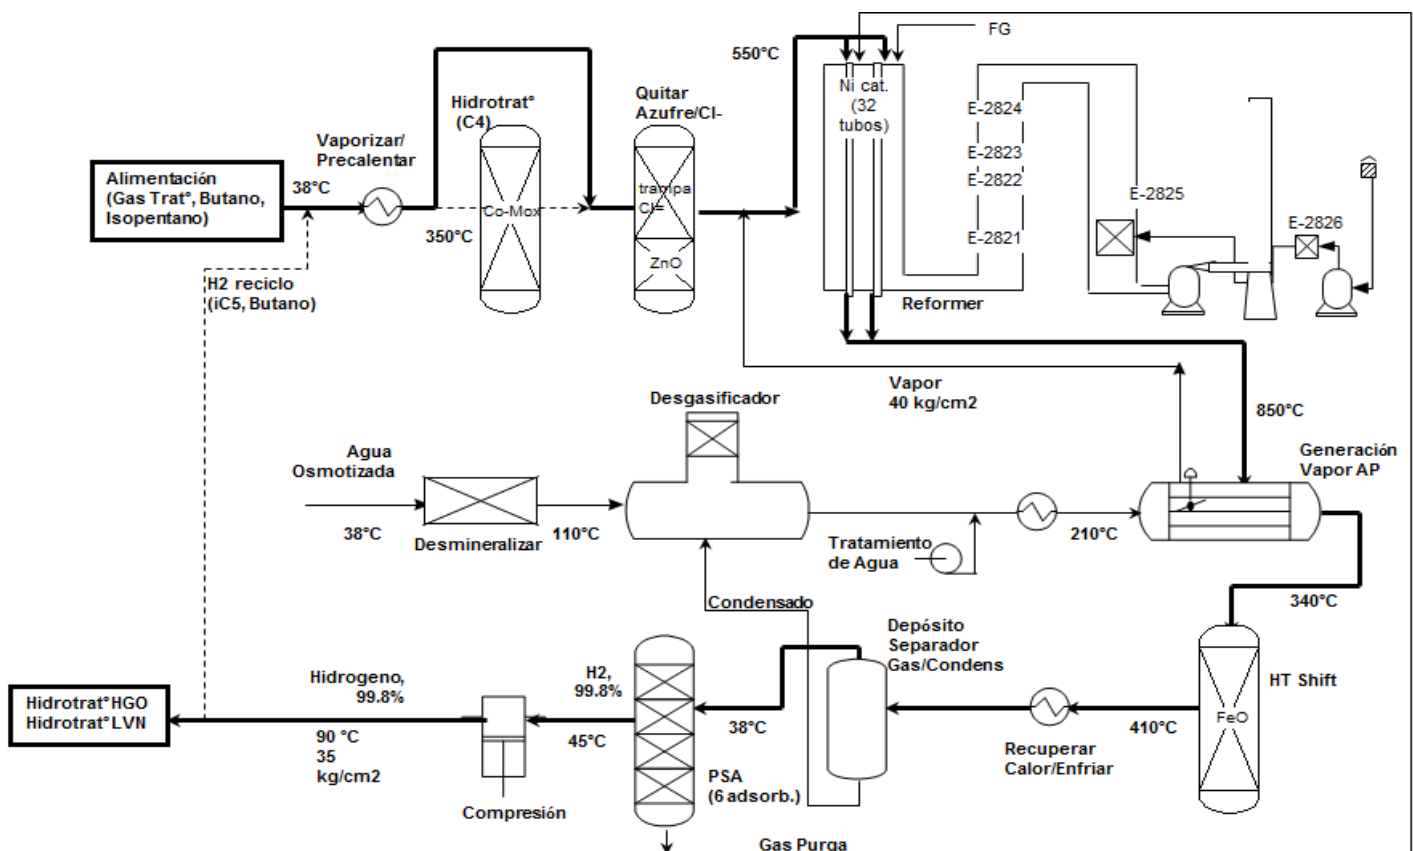 FG
550°C
Ni cat.
(32
tubos)
Hidrotrat°
(C4)
Quitar
Azufre/Cl-
Vaporizar/
Precalentar
Alimentación
(Gas Trat°, Butano,
Isopentano)
38°C
Co-Mox
350°C
trampa
Cl=
ZnO
E-2824
E-2823
E-2822
E-2821
E-2825
E-2826
H2 reciclo
(iC5, Butano)
Reformer
Vapor
40 kg/cm2
850°C
Desgasificador
Agua
Osmotizada
38°C
Desmineralizar
110°C
Tratamiento
de Agua
210°C
Generación
Vapor AP
340°C
Condensado
Depósito
Separador
Gas/Condens
HT Shift
FeO
410°C
Recuperar
Calor/Enfriar
38°C
H2,
99.8%
45°C
PSA
(6 adsorb.)
Hidrogeno,
99.8%
90 °C
35
kg/cm2
Compresión
Hidrotrat° HGO
Hidrotrat° LVN
Gas Purga